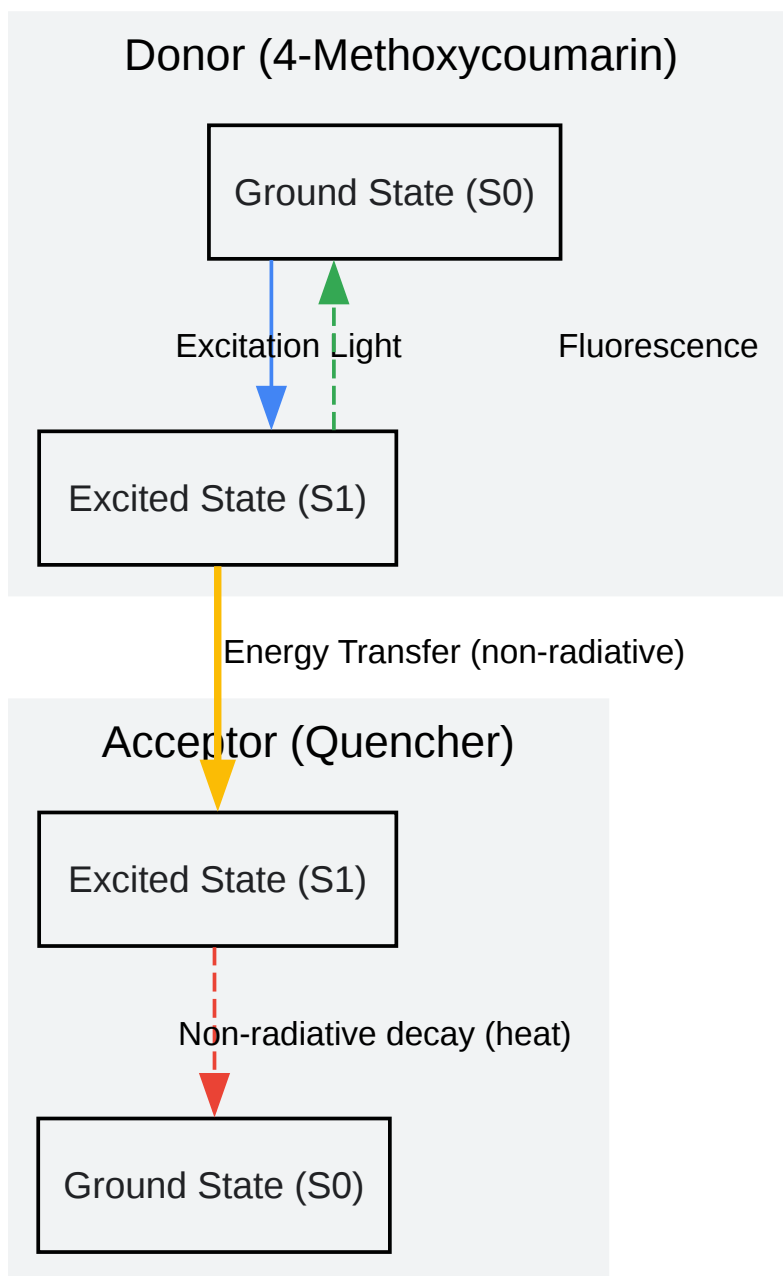 Donor (4-Methoxycoumarin)
Ground State (S0)
Excitation Light
Fluorescence
Excited State (S1)
Energy Transfer (non-radiative)
Acceptor (Quencher)
Excited State (S1)
Non-radiative decay (heat)
Ground State (S0)